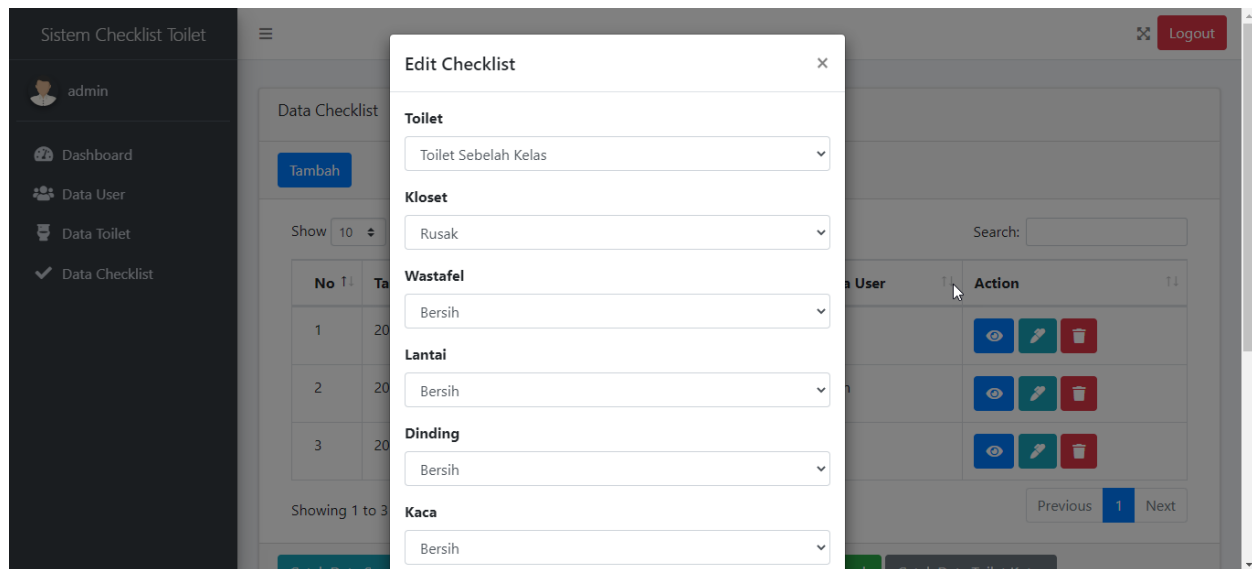 Sistem Checklist Toilet
admin
Dashboard
Data User
Data Toilet
Data Checklist
Logout
Data Checklist
Tambah
Show 10
Search:
No
User
Action
1
2
3
Showing 1 to 3
Previous 1 Next
Edit Checklist
×
Toilet
Toilet Sebelah Kelas
Kloset
Rusak
Wastafel
Bersih
Lantai
Bersih
Dinding
Bersih
Kaca
Bersih